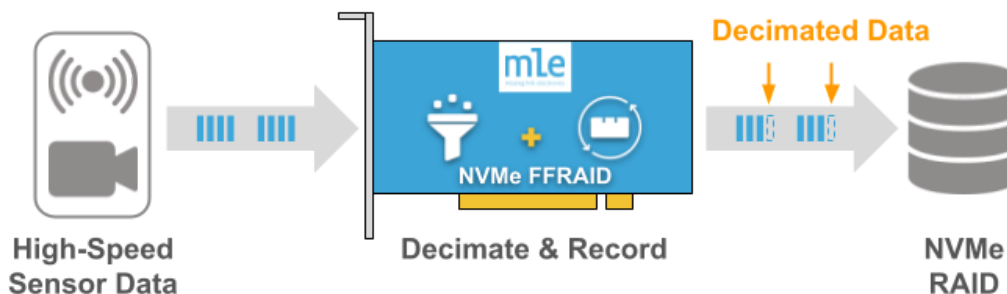 Decimated Data
mle
NVMe FFRAID
High-Speed
Sensor Data
Decimate & Record
NVMe
RAID